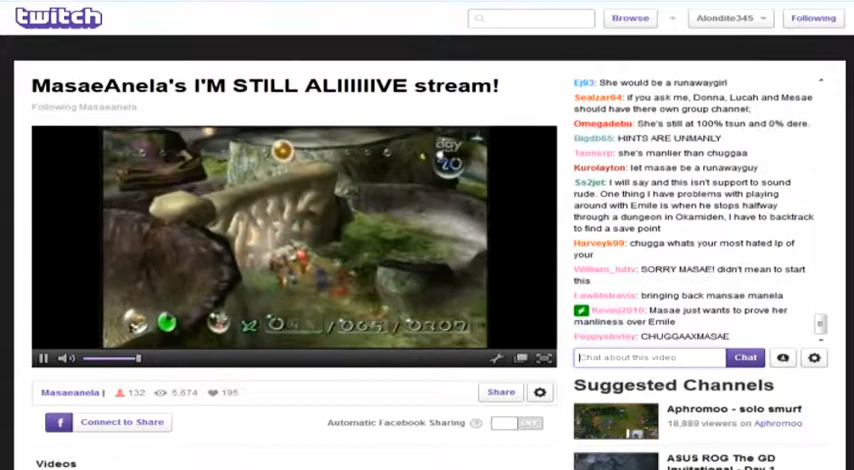 twitch
Browse
Alondite345
Following
MasaeAnela's I'M STILL ALIIIIIIVE stream!
Following Masaeanela
day
20
/065/0307
Masaeanela |
132
5,674
195
Share
Connect to Share
Automatic Facebook Sharing
OFF
Videos
Ej93: She would be a runawaygirl
Sealzar64: if you ask me, Donna, Lucah and Mesae
should have there own group channel;
Omegadebu: She's still at 100% tsun and 0% dere.
Bigdb65: HINTS ARE UNMANLY
Tannerp: she's manlier than chuggaa
Kurolayton: let masae be a runawayguy
Ss2jet: I will say and this isn't support to sound
rude. One thing I have problems with playing
around with Emile is when he stops halfway
through a dungeon in Okamiden, I have to backtrack
to find a save point
Harveyk99: chugga whats your most hated lp of
your
William_hdtv: SORRY MASAE! didn't mean to start
this
bringing back mansae manela
Kevinj2010: Masae just wants to prove her
manliness over Emile
Peppyshirley: CHUGGAAXMASAE
Chat about this video
Chat
Suggested Channels
Aphromoo - solo smurf
18,889 viewers on Aphromoo
ASUS ROG The GD
Invitational - Day 1